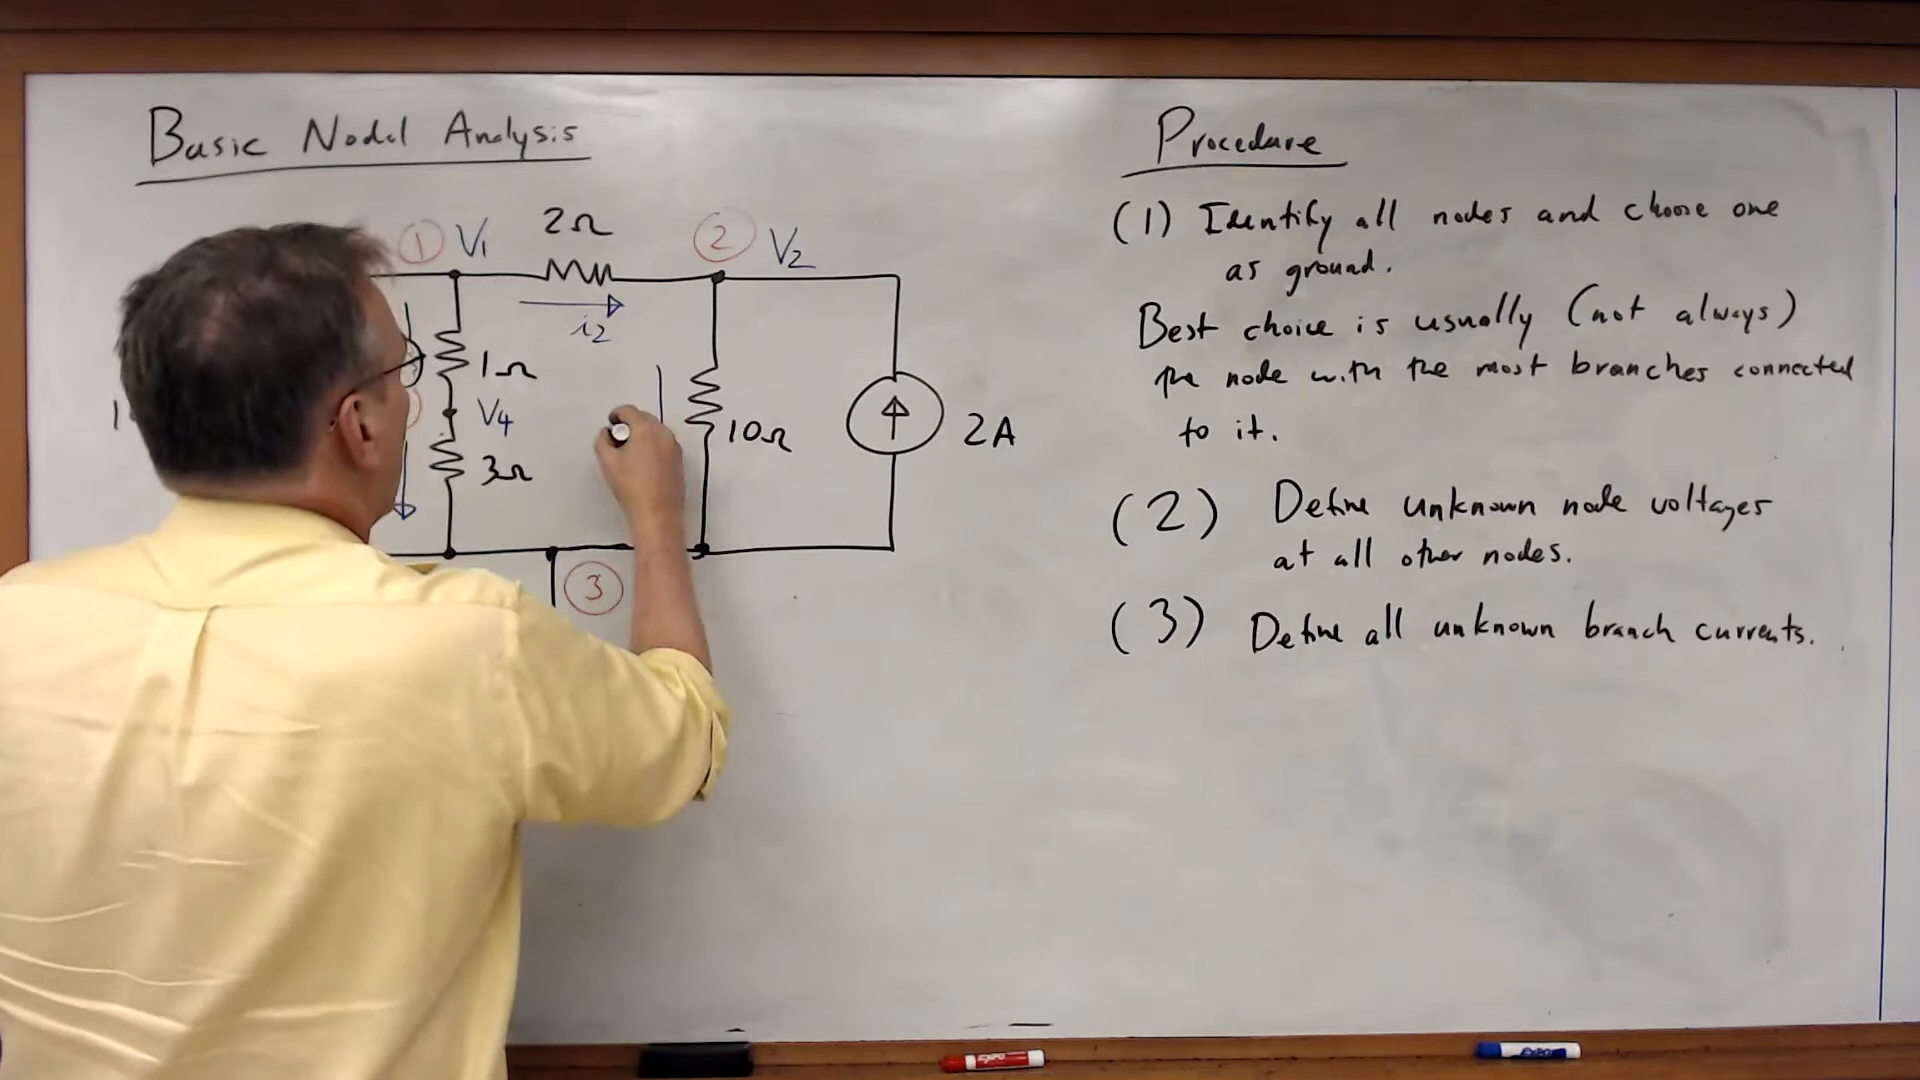 Basic Nodal Analysis
① V1
2Ω
② V2
i2
1Ω
V4
3Ω
10Ω
2A
③
Procedure
(1) Identify all nodes and choose one
as ground.
Best choice is usually (not always)
the node with the most branches connected
to it.
(2) Define unknown node voltages
at all other nodes.
(3) Define all unknown branch currents.
EXPO
EXPO